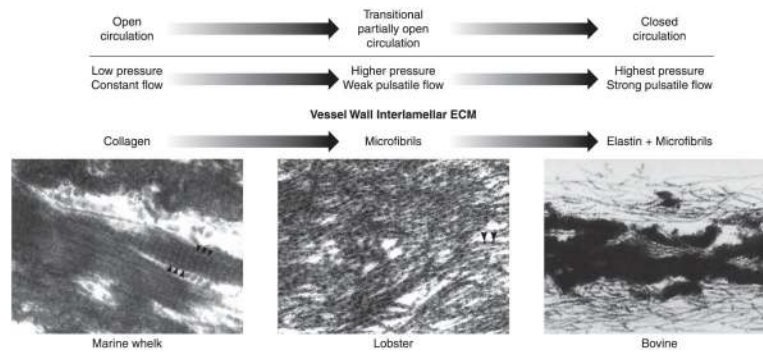 Open
circulation
Transitional
partially open
circulation
Closed
circulation
Low pressure
Constant flow
Higher pressure
Weak pulsatile flow
Highest pressure
Strong pulsatile flow
Vessel Wall Interlamellar ECM
Collagen
Microfibrils
Elastin + Microfibrils
Marine whelk
Lobster
Bovine